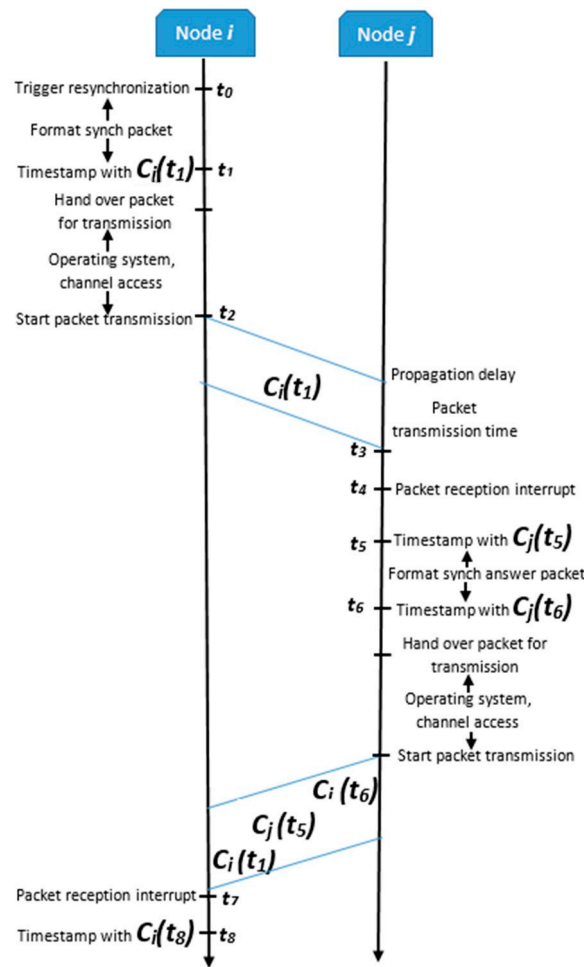 Node i
Node j
Trigger resynchronization
t0
Format synch packet
Timestamp with Ci(t1)
t1
Hand over packet
for transmission
Operating system,
channel access
Start packet transmission
t2
Propagation delay
Ci(t1)
Packet
transmission time
t3
t4
Packet reception interrupt
t5
Timestamp with Cj(t5)
Format synch answer packet
t6
Timestamp with Cj(t6)
Hand over packet for
transmission
Operating system,
channel access
Start packet transmission
Ci (t6)
Cj (t5)
Ci (t1)
Packet reception interrupt
t7
Timestamp with Ci(t8)
t8